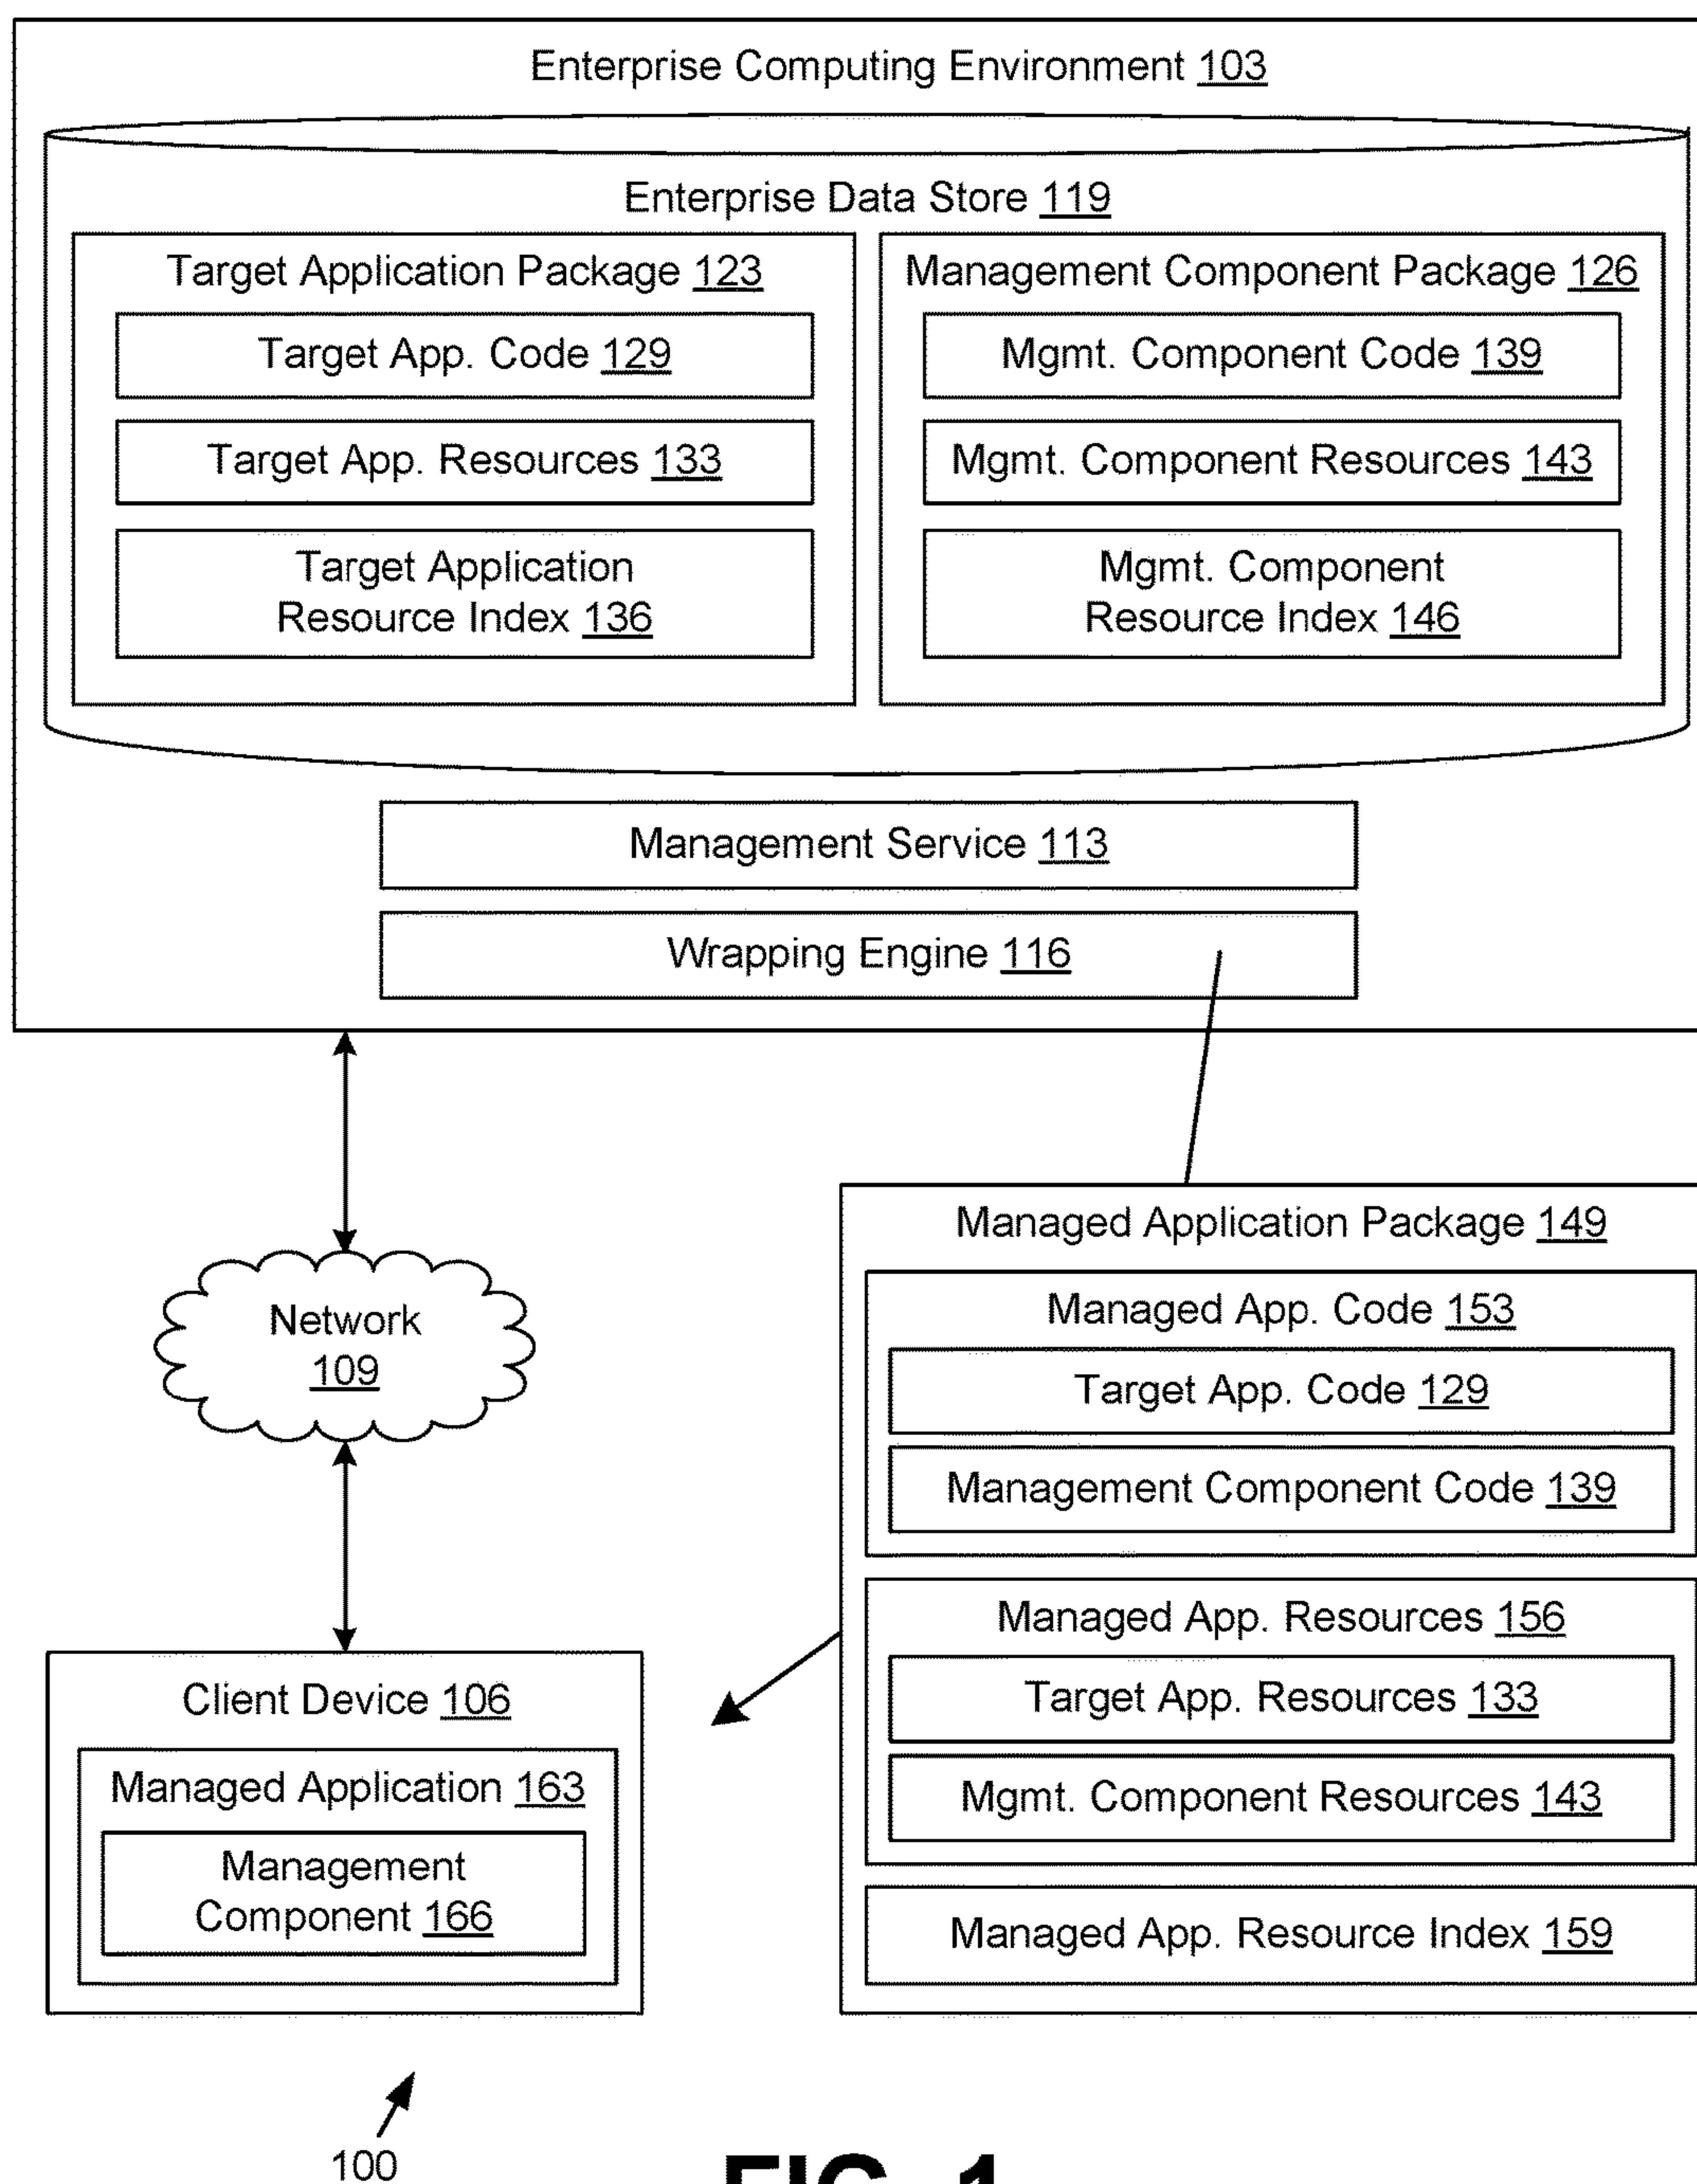 Enterprise Computing Environment 103
Enterprise Data Store 119
Target Application Package 123
Target App. Code 129
Target App. Resources 133
Target Application
Resource Index 136
Management Component Package 126
Mgmt. Component Code 139
Mgmt. Component Resources 143
Mgmt. Component
Resource Index 146
Management Service 113
Wrapping Engine 116
Network
109
Client Device 106
Managed Application 163
Management
Component 166
Managed Application Package 149
Managed App. Code 153
Target App. Code 129
Management Component Code 139
Managed App. Resources 156
Target App. Resources 133
Mgmt. Component Resources 143
Managed App. Resource Index 159
100
FIG. 1